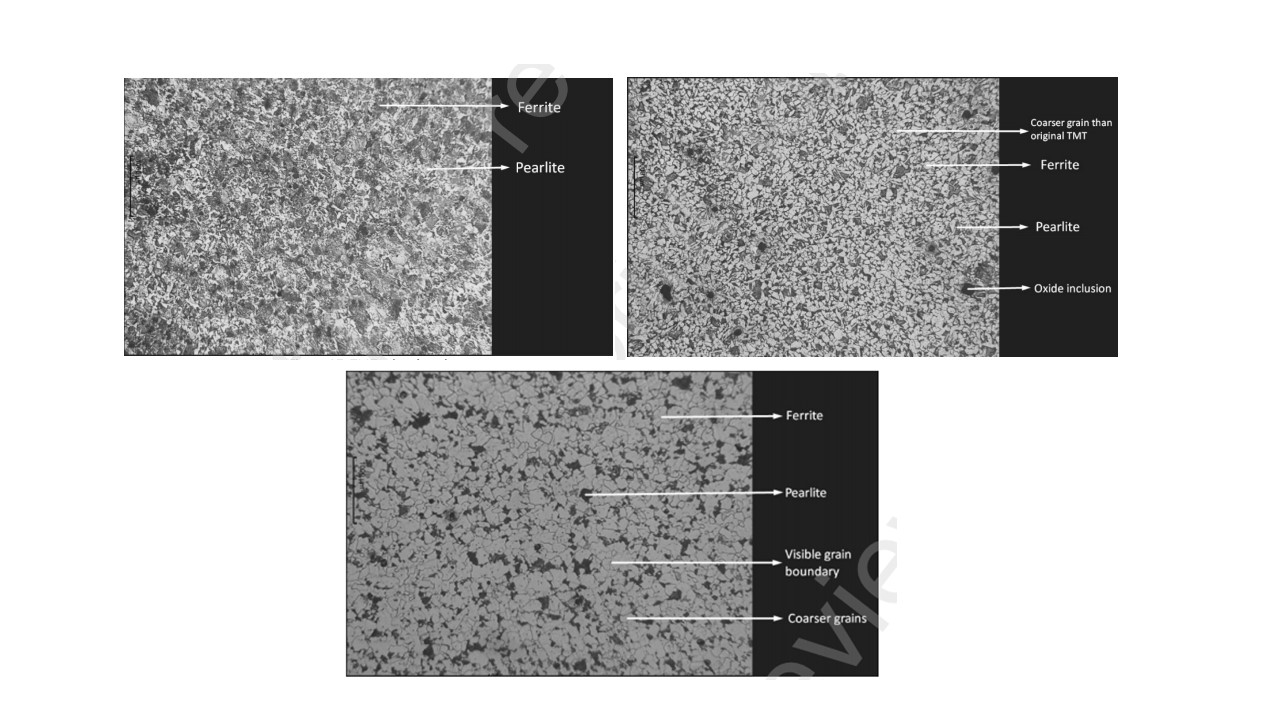 Ferrite
Pearlite
Coarser grain than
original TMT
Ferrite
Pearlite
Oxide inclusion
Ferrite
Pearlite
Visible grain
boundary
Coarser grains